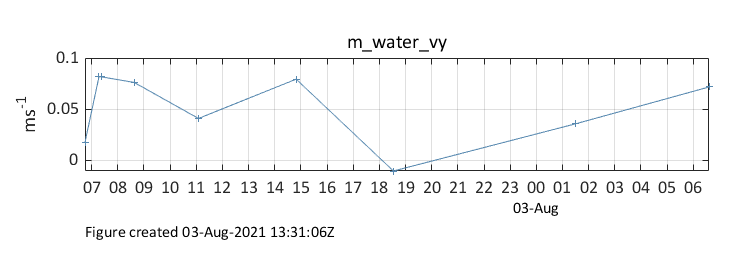 m_water_vy
0.1
0.05
0
ms-1
07 08 09 10 11 12 13 14 15 16 17 18 19 20 21 22 23 00 01 02 03 04 05 06
03-Aug
Figure created 03-Aug-2021 13:31:06Z